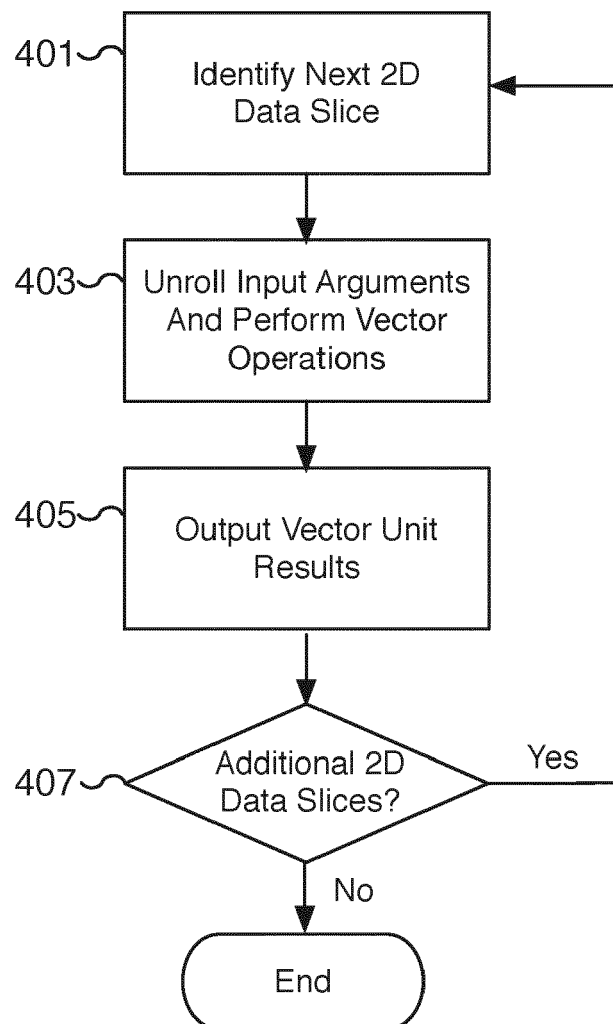 401
Identify Next 2D
Data Slice
403
Unroll Input Arguments
And Perform Vector
Operations
405
Output Vector Unit
Results
407
Additional 2D
Data Slices?
Yes
No
End